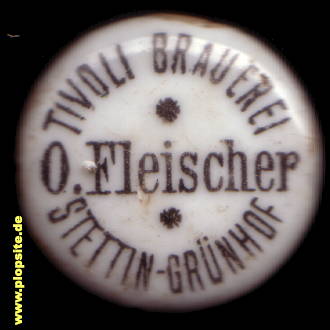 TIVOLI BRAUEREI
O. Fleischer
STETTIN-GRÜNHOF
www.plopsite.de